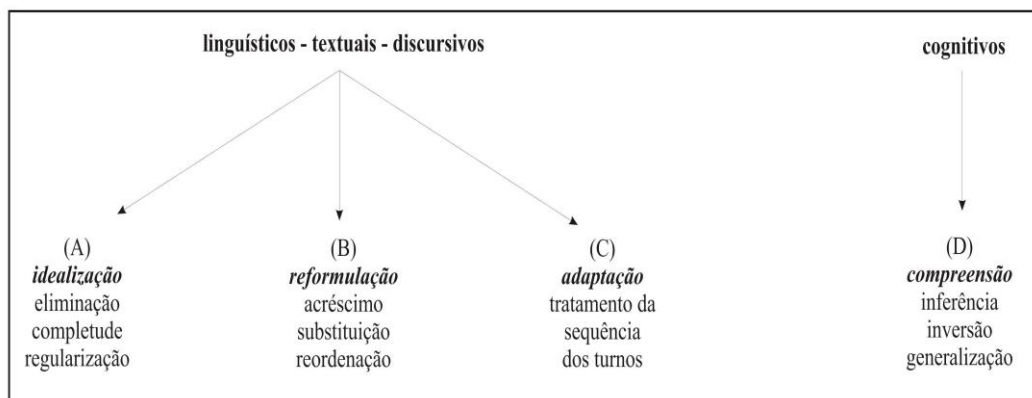 linguísticos - textuais - discursivos
cognitivos
(A)
idealização
eliminação
completude
regularização
(B)
reformulação
acréscimo
substituição
reordenação
(C)
adaptação
tratamento da
sequência
dos turnos
(D)
compreensão
inferência
inversão
generalização